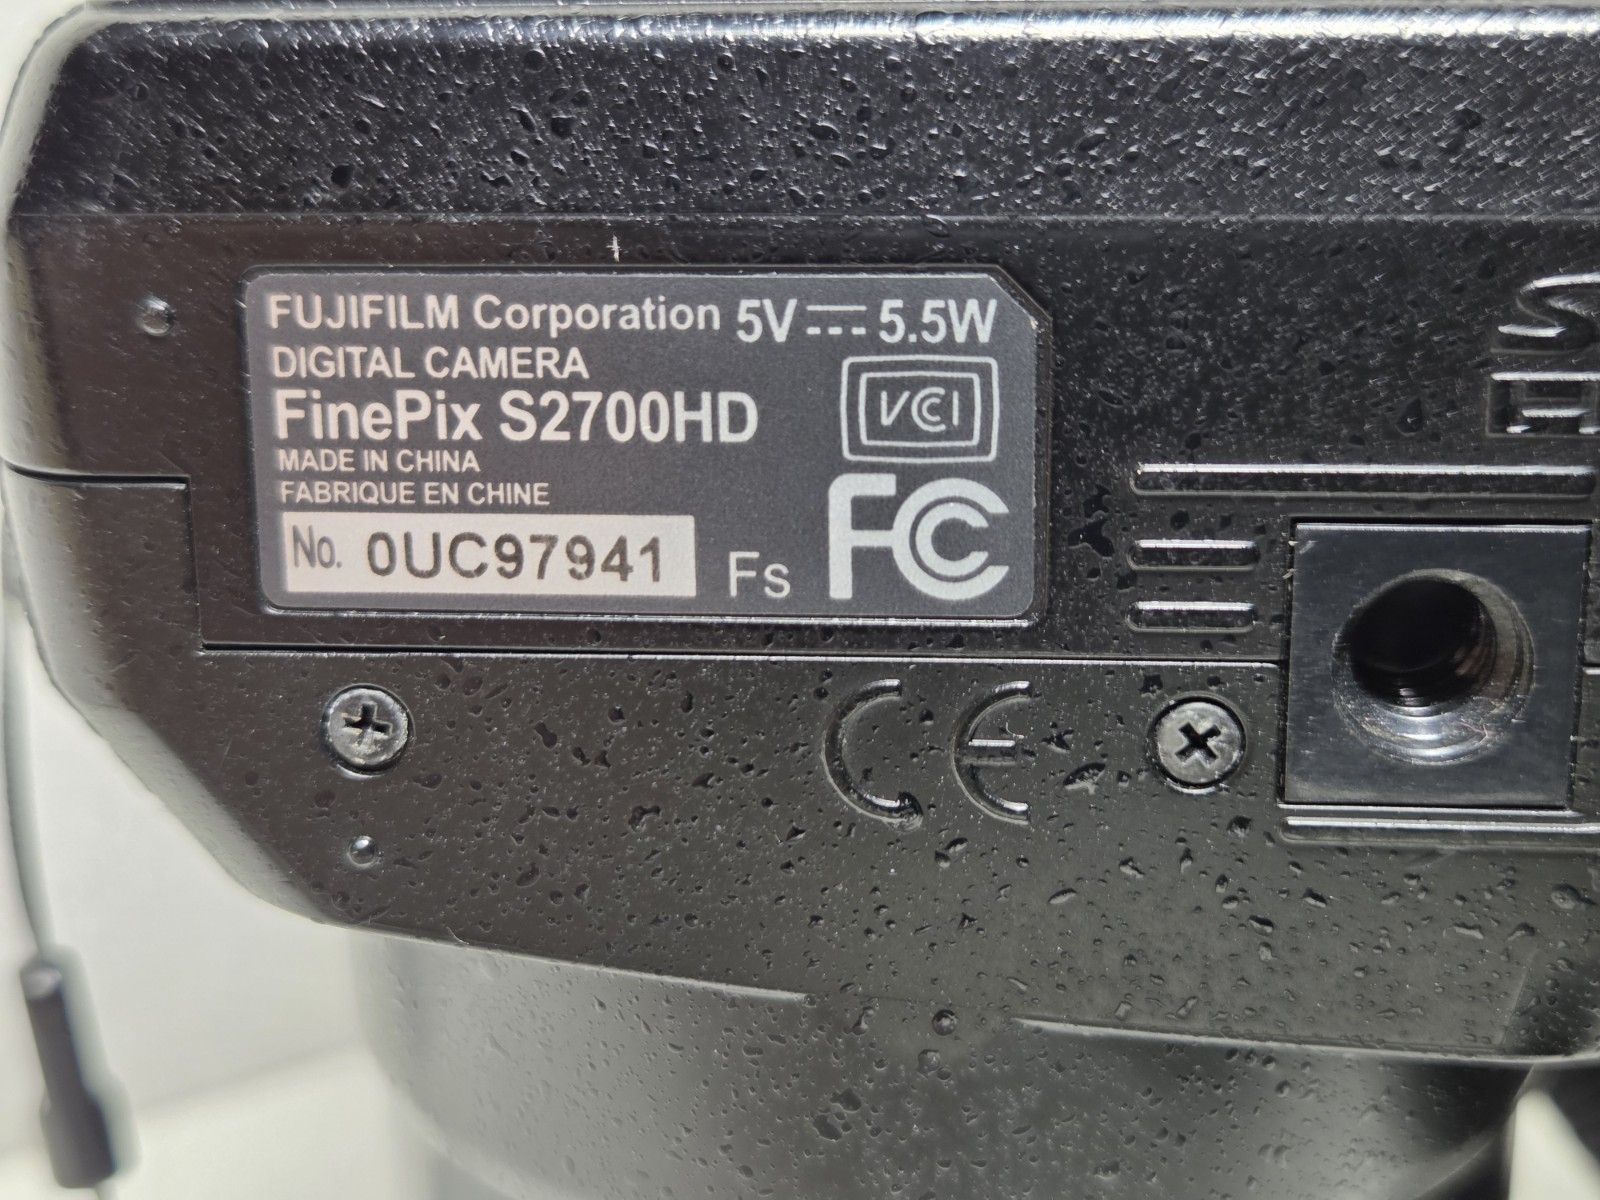 FUJIFILM Corporation 5V⎓5.5W
DIGITAL CAMERA
FinePix S2700HD
VCCI
MADE IN CHINA
FABRIQUE EN CHINE
FC
No. 0UC97941
Fs
CE